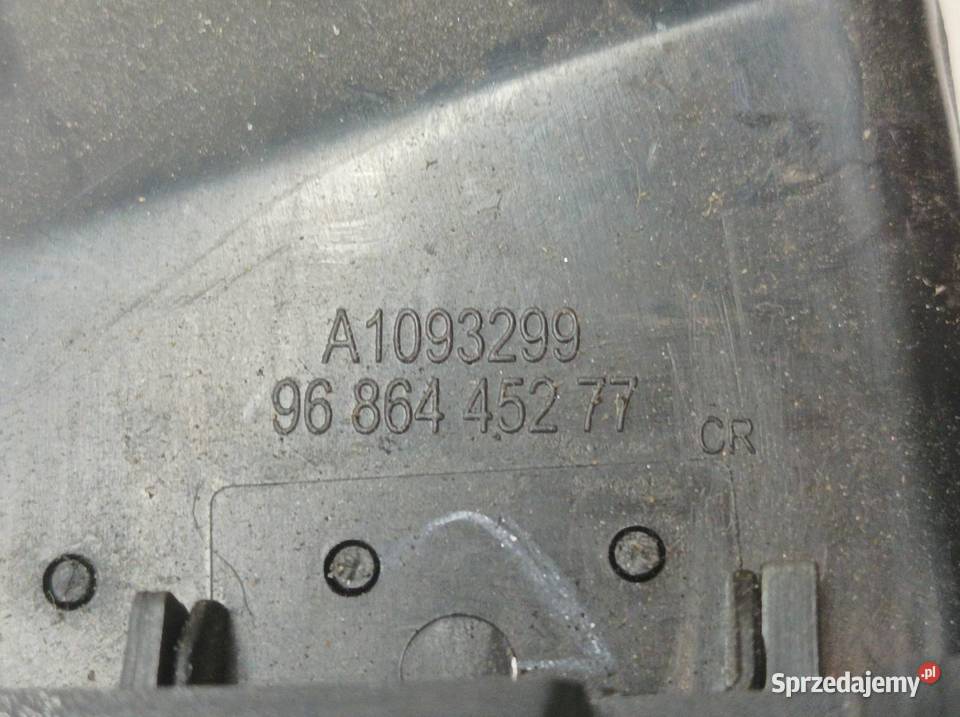 A1093299
96 864 452 77
CR
Sprzedajemy.pl